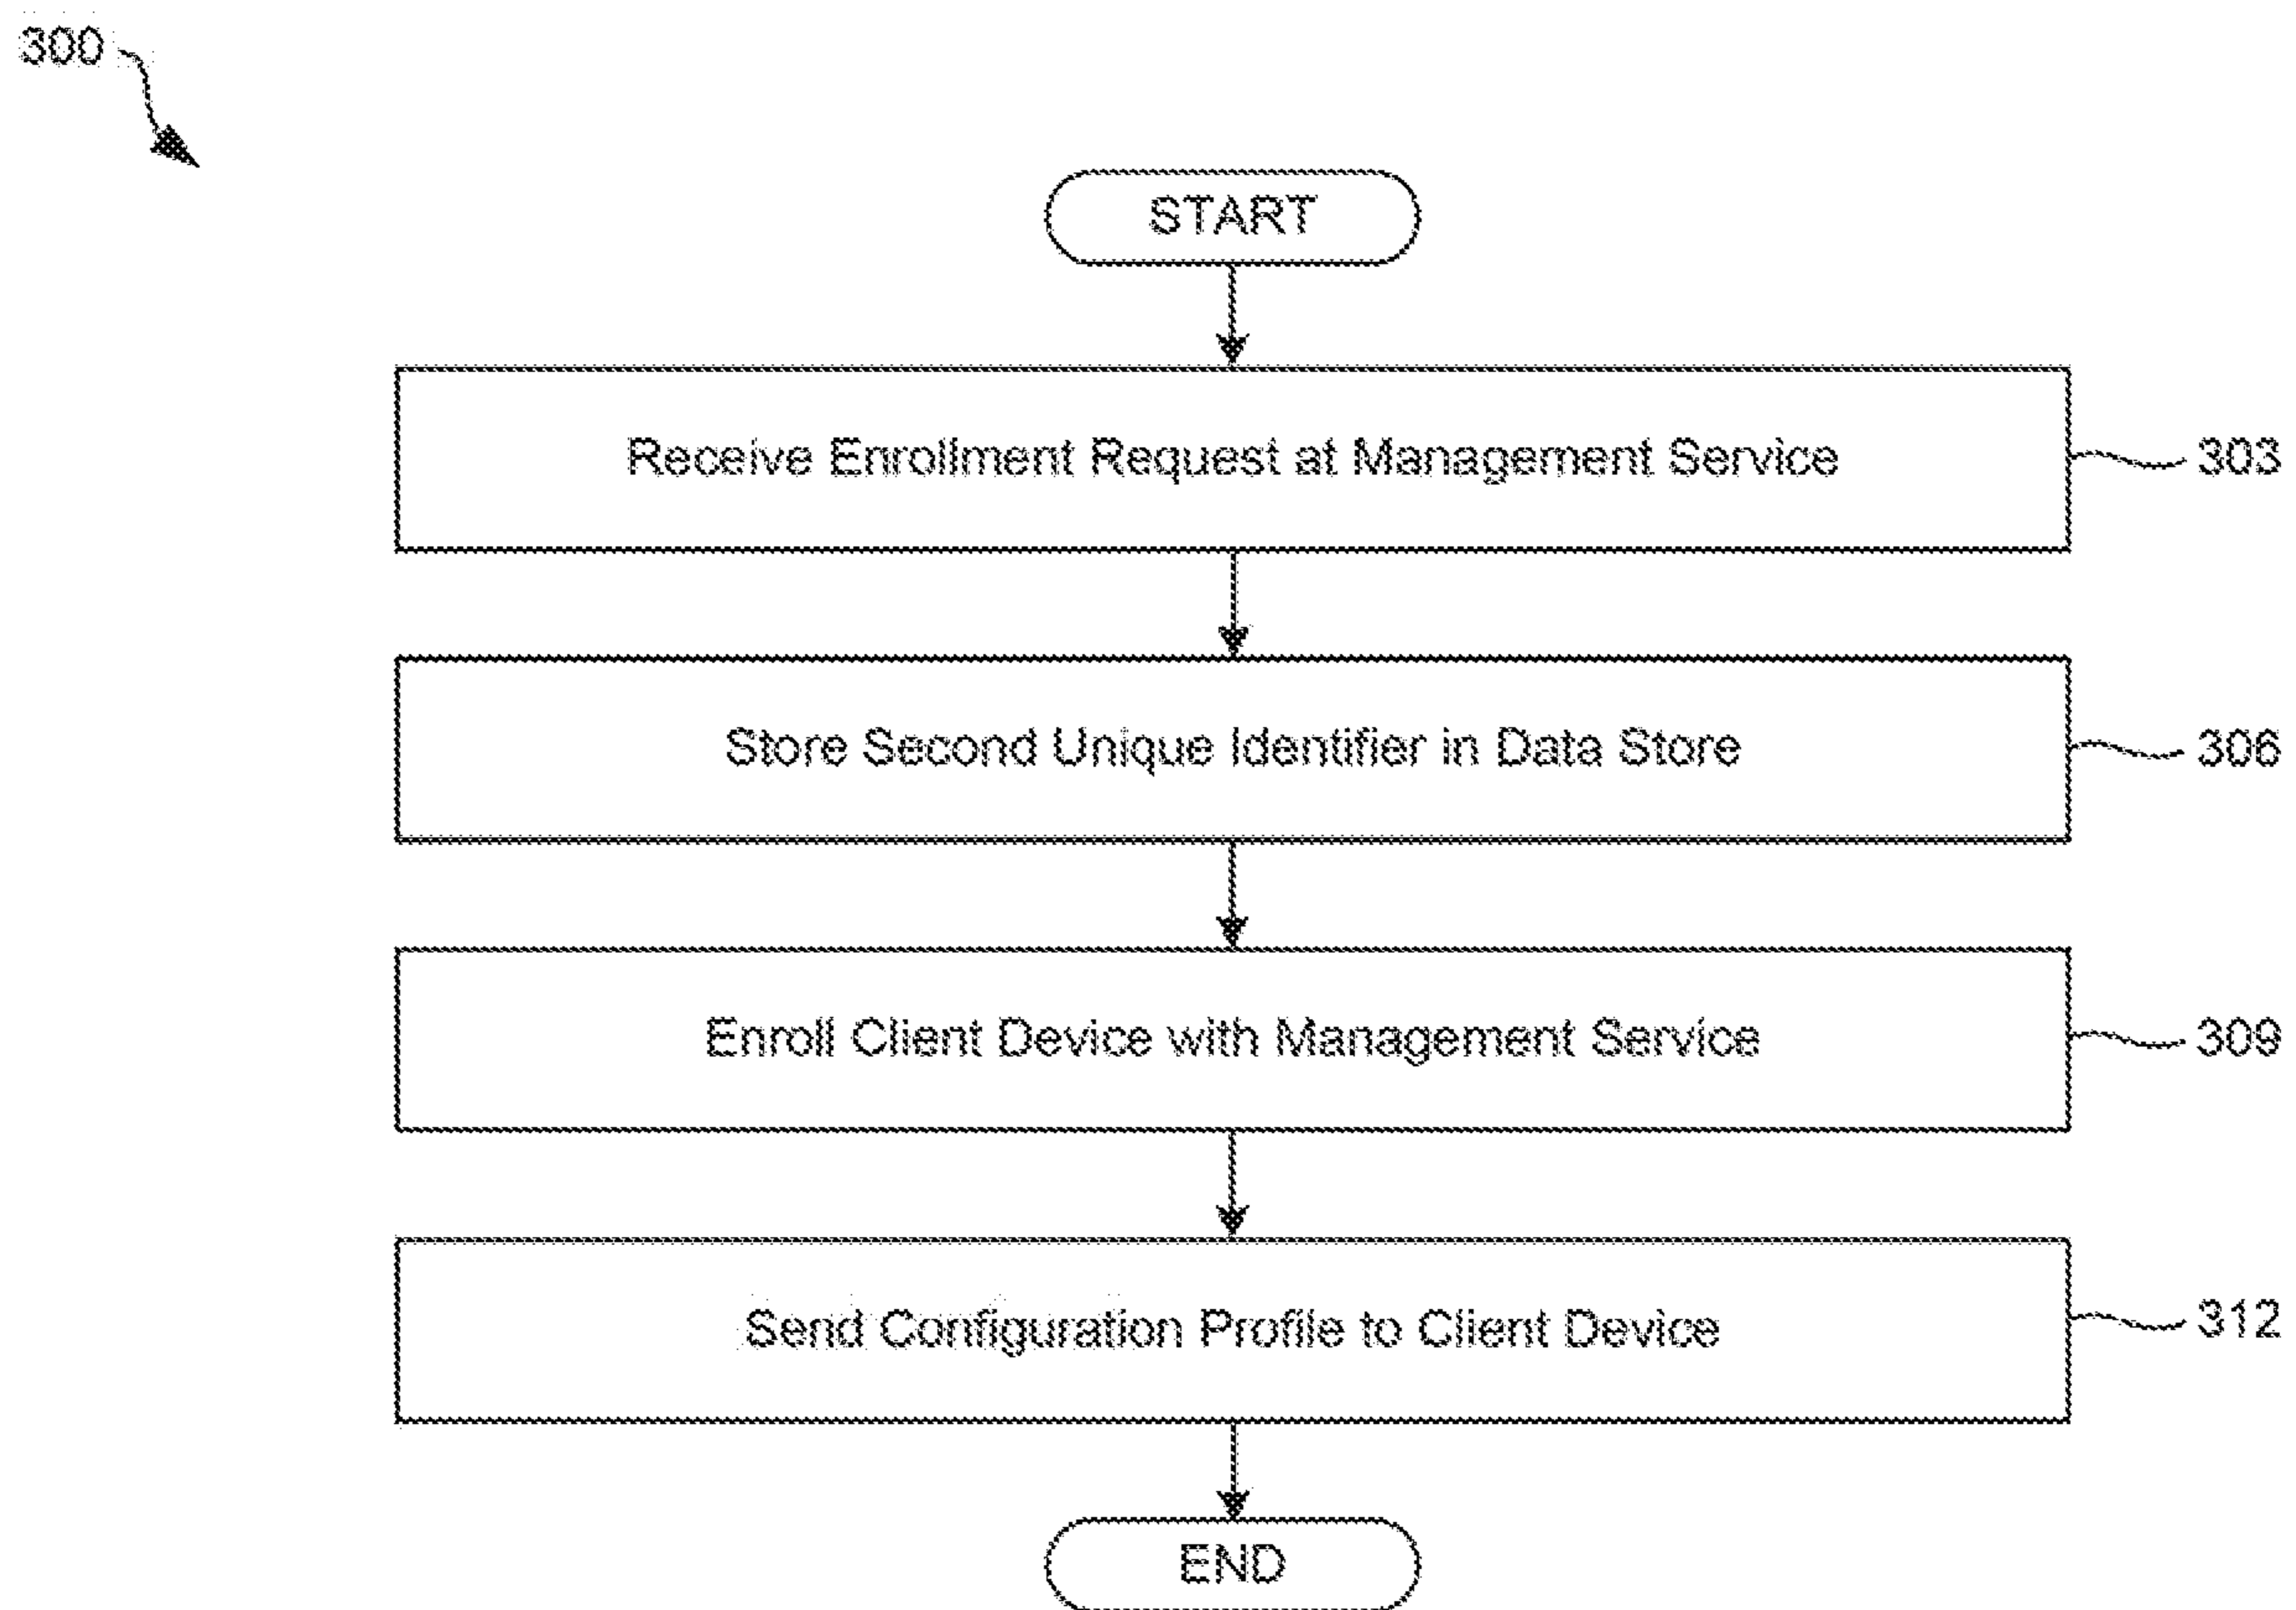 300
START
Receive Enrollment Request at Management Service
303
Store Second Unique Identifier in Data Store
306
Enroll Client Device with Management Service
309
Send Configuration Profile to Client Device
312
END